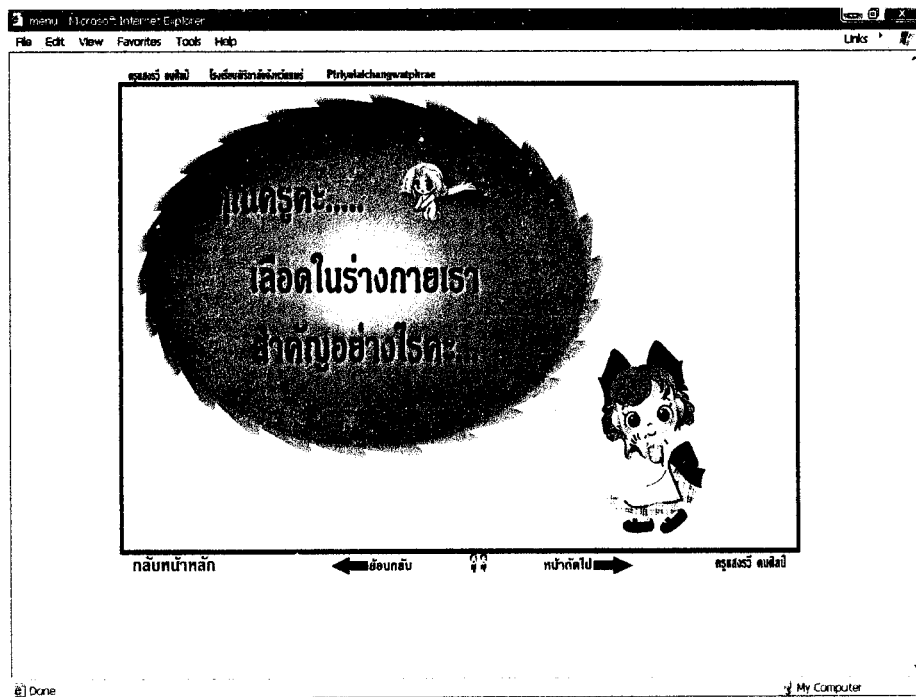 menu Microsoft Internet Explorer
File Edit View Favorites Tools Help Links
ครูแสงรวี คนศิลป์ โรงเรียนพิริยาลัยจังหวัดแพร่ Piriyalaichangwatphrae
คุณครูคะ.....
เลือดในร่างกายเรา
สำคัญอย่างไรคะ...
กลับหน้าหลัก ย้อนกลับ หน้าถัดไป ครูแสงรวี คนศิลป์
Done My Computer